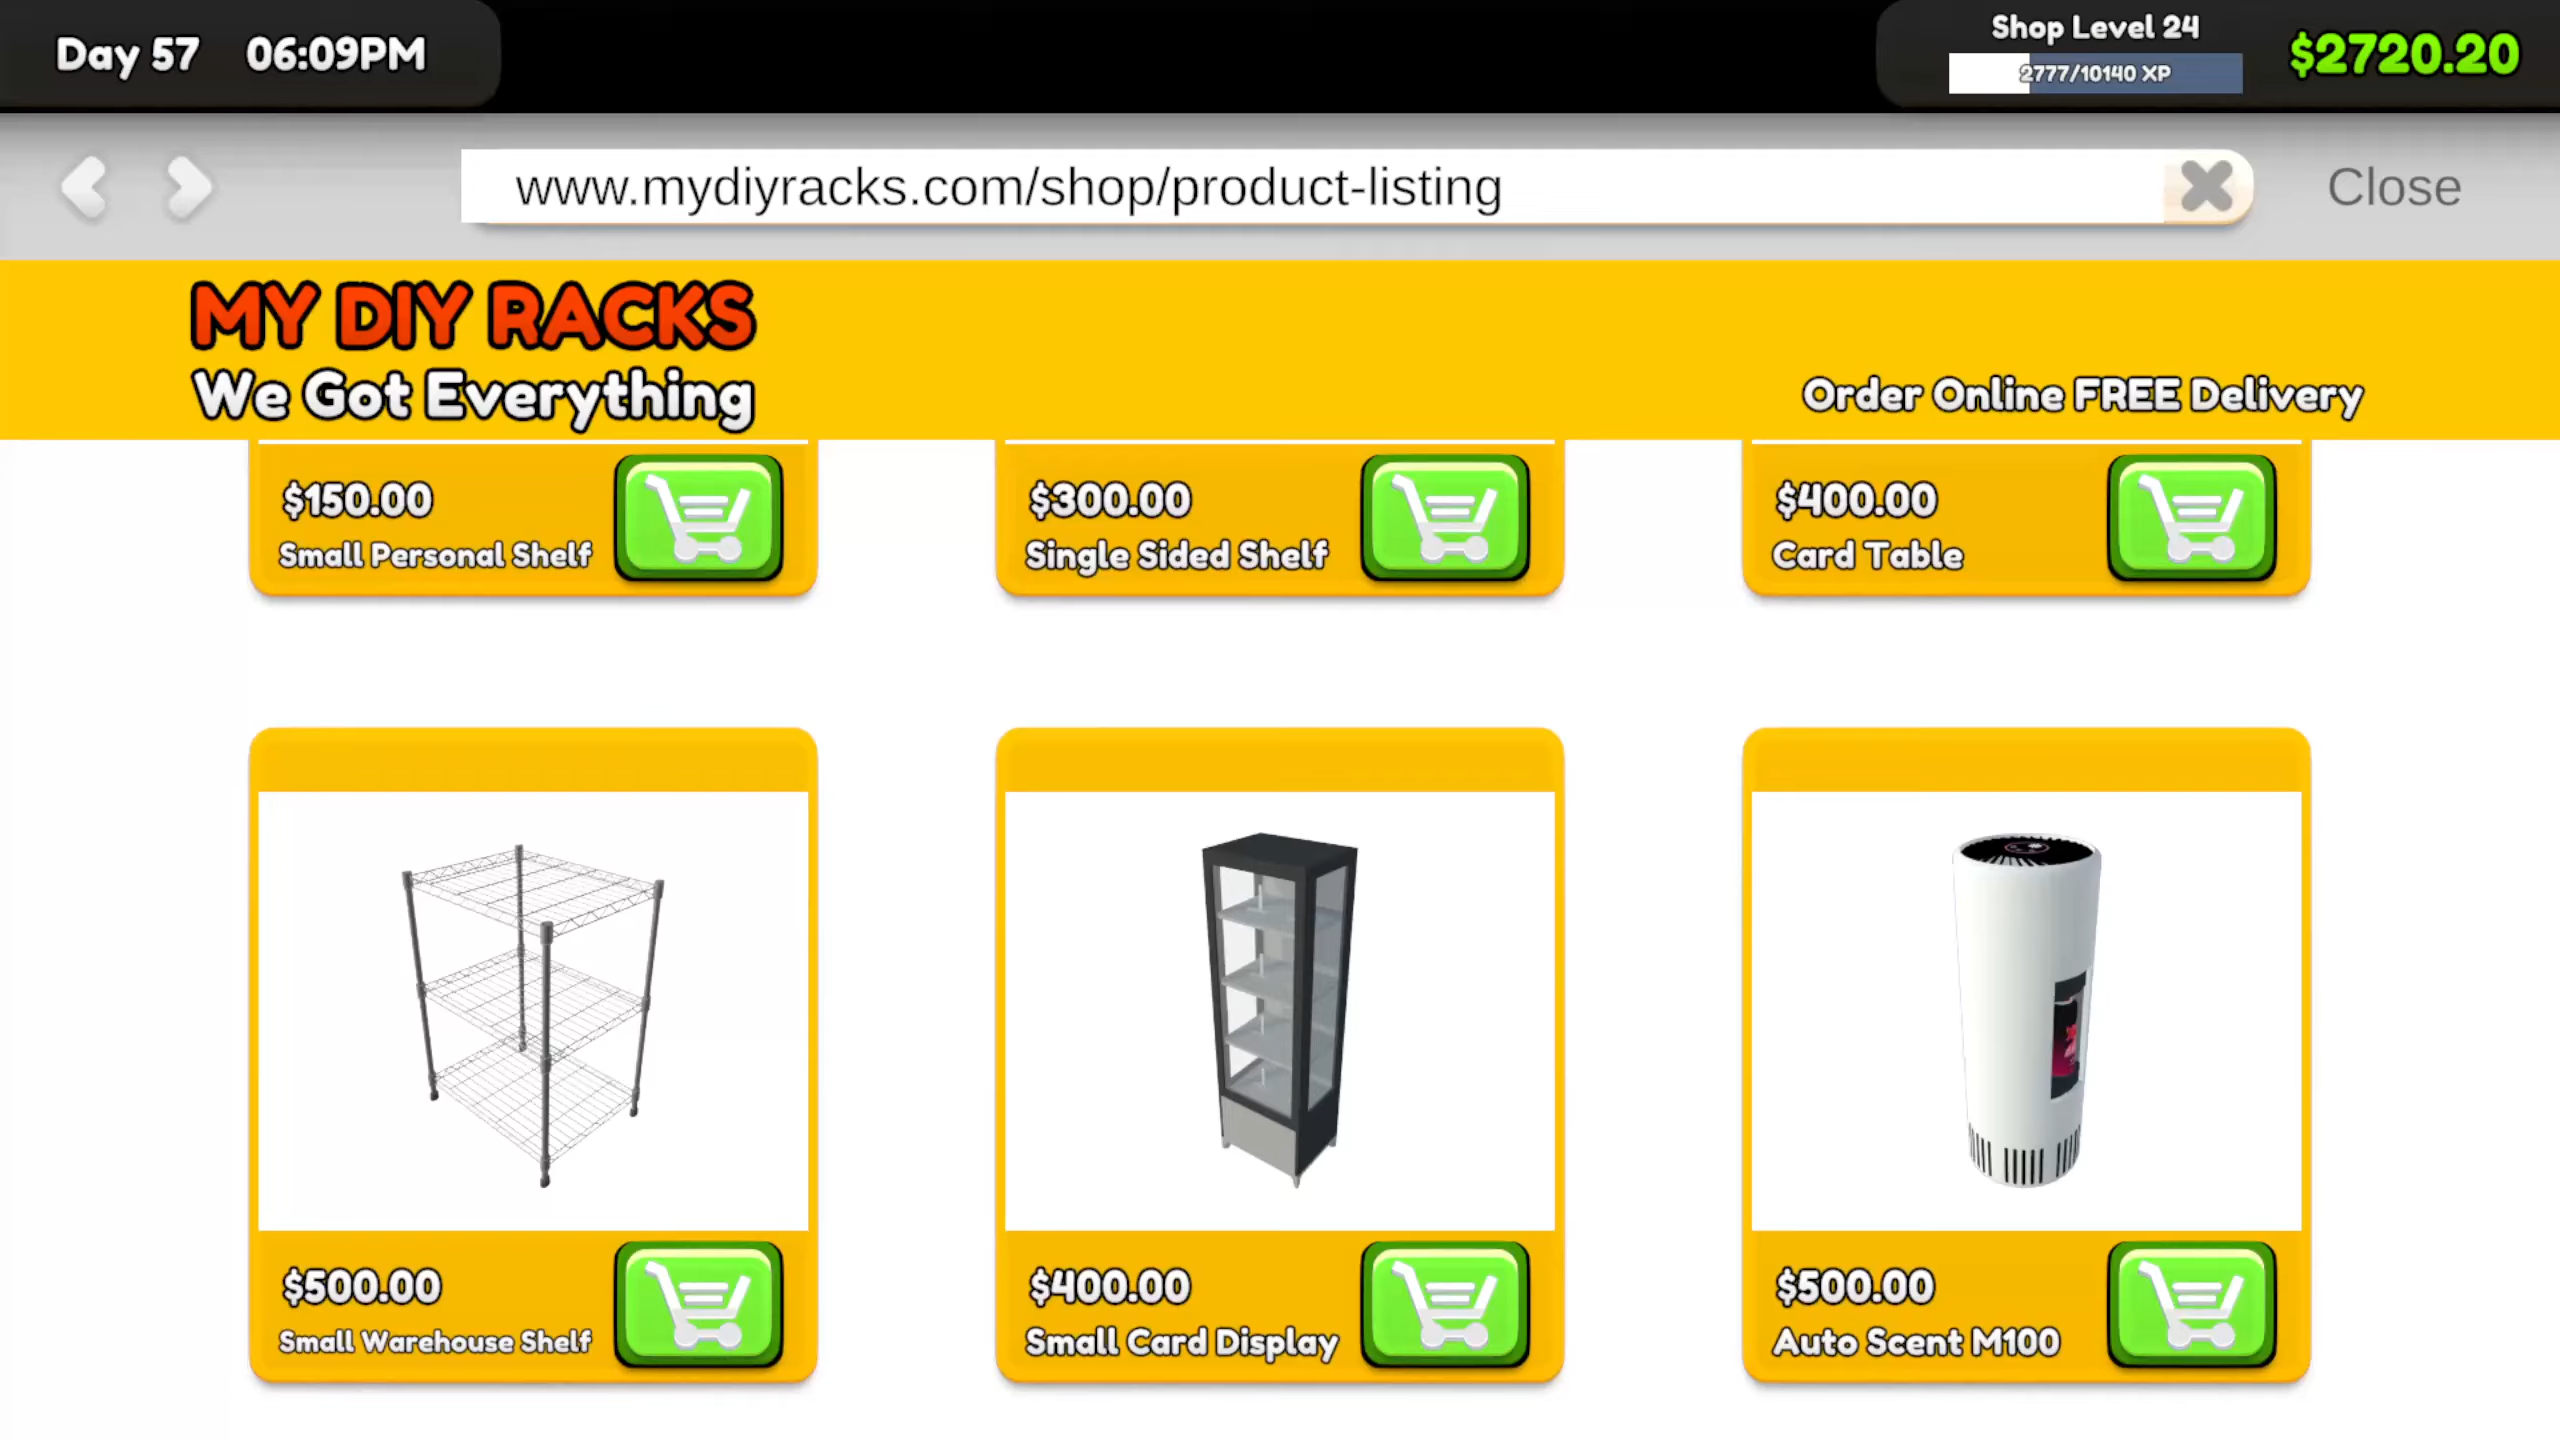 Day 57 06:09PM
Shop Level 24
2777/10140 XP
$2720.20
www.mydiyracks.com/shop/product-listing
Close
MY DIY RACKS
We Got Everything
Order Online FREE Delivery
$150.00
Small Personal Shelf
$300.00
Single Sided Shelf
$400.00
Card Table
$500.00
Small Warehouse Shelf
$400.00
Small Card Display
$500.00
Auto Scent M100